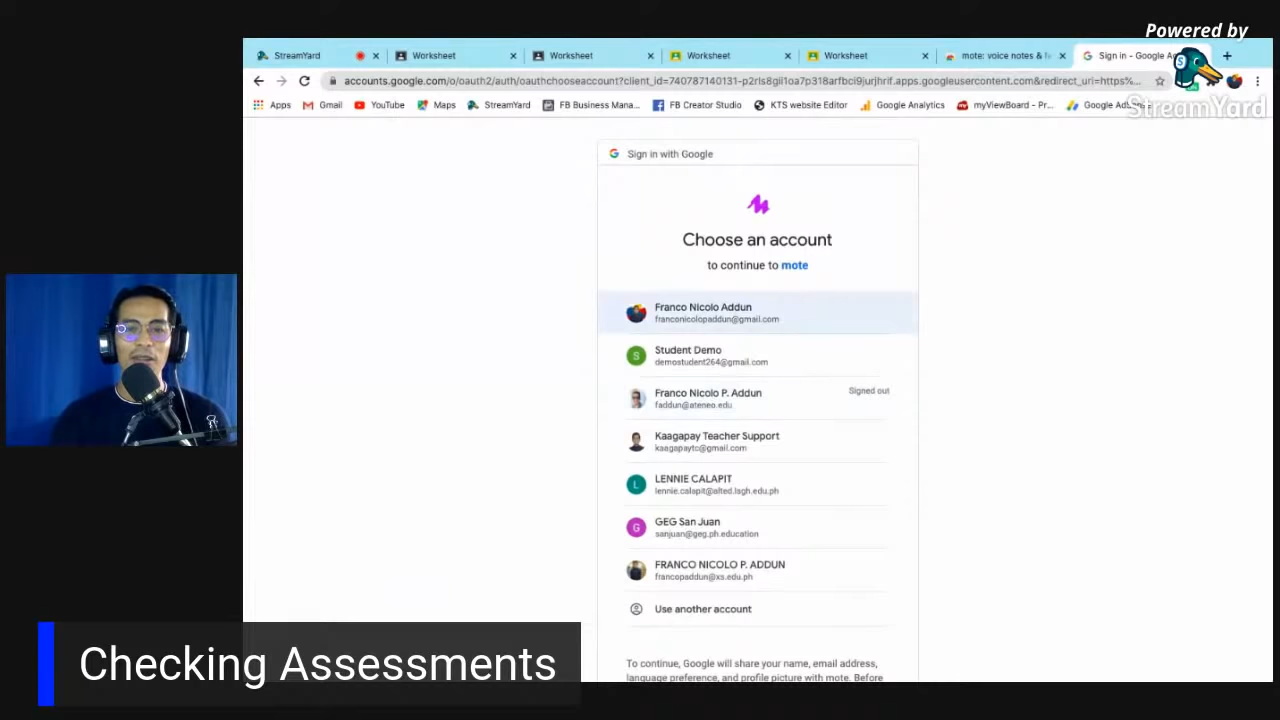 Powered by
StreamYard
StreamYard
Worksheet
Worksheet
Worksheet
Worksheet
mote: voice notes &
Sign in - Google
accounts.google.com/o/oauth2/auth/oauthchooseaccount?client_id=740787140131-p2rls8gii1oa7p318arfbci9jurjhrif.apps.googleusercontent.com&redirect_uri=https%...
Apps
Gmail
YouTube
Maps
StreamYard
FB Business Mana...
FB Creator Studio
KTS website Editor
Google Analytics
myViewBoard - Pr...
Sign in with Google
Choose an account
to continue to mote
Franco Nicolo Addun
franconicolopaddun@gmail.com
S
Student Demo
demostudent264@gmail.com
Franco Nicolo P. Addun
faddun@ateneo.edu
Signed out
Kaagapay Teacher Support
kaagapaytc@gmail.com
L
LENNIE CALAPIT
lennie.calapit@alted.lsgh.edu.ph
G
GEG San Juan
sanjuan@geg.ph.education
FRANCO NICOLO P. ADDUN
francopaddun@xs.edu.ph
Use another account
To continue, Google will share your name, email address,
language preference, and profile picture with mote. Before
Checking Assessments